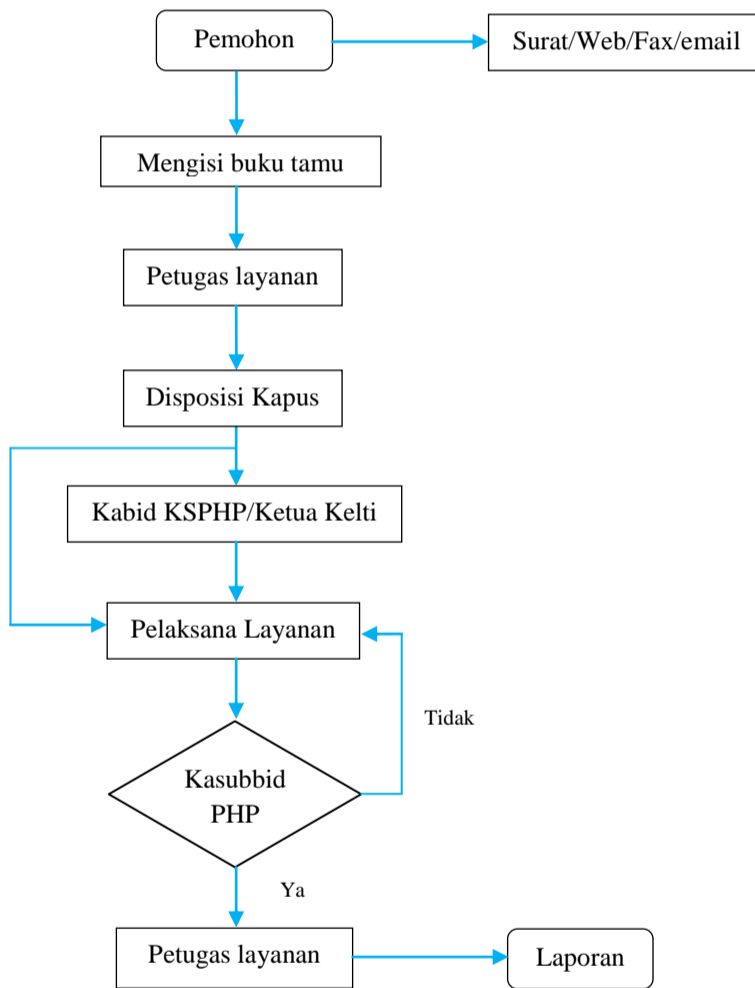 Pemohon
Surat/Web/Fax/email
Mengisi buku tamu
Petugas layanan
Disposisi Kapus
Kabid KSPHP/Ketua Kelti
Pelaksana Layanan
Tidak
Kasubbid
PHP
Ya
Petugas layanan
Laporan